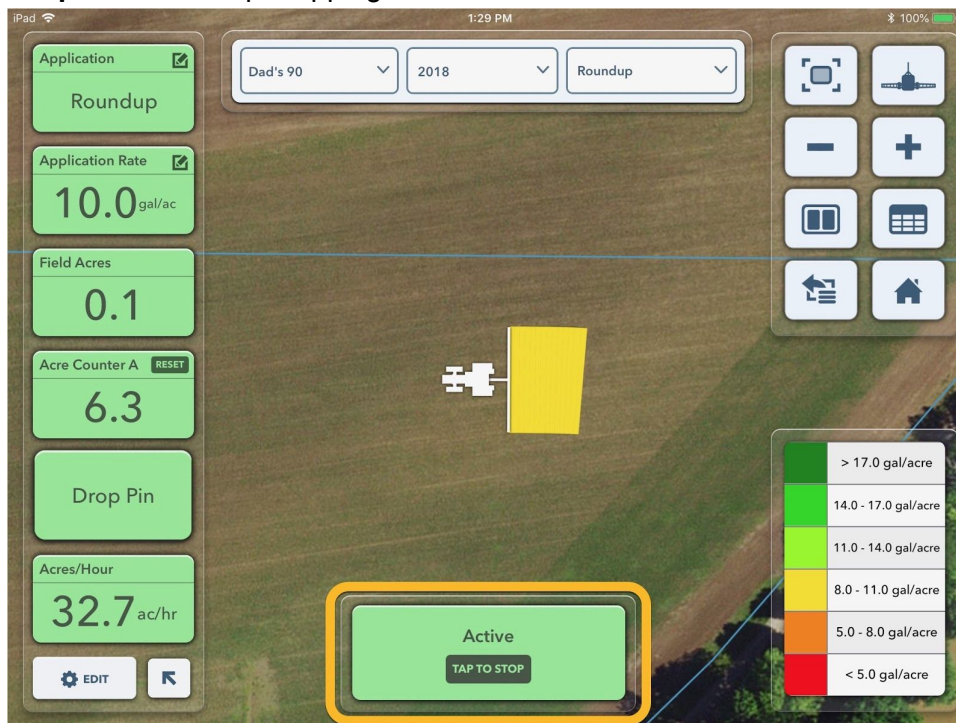 iPad
1:29 PM
100%
Application
Roundup
Application Rate
10.0 gal/ac
Field Acres
0.1
Acre Counter A RESET
6.3
Drop Pin
Acres/Hour
32.7 ac/hr
EDIT
Dad's 90
2018
Roundup
> 17.0 gal/acre
14.0 - 17.0 gal/acre
11.0 - 14.0 gal/acre
8.0 - 11.0 gal/acre
5.0 - 8.0 gal/acre
< 5.0 gal/acre
Active
TAP TO STOP